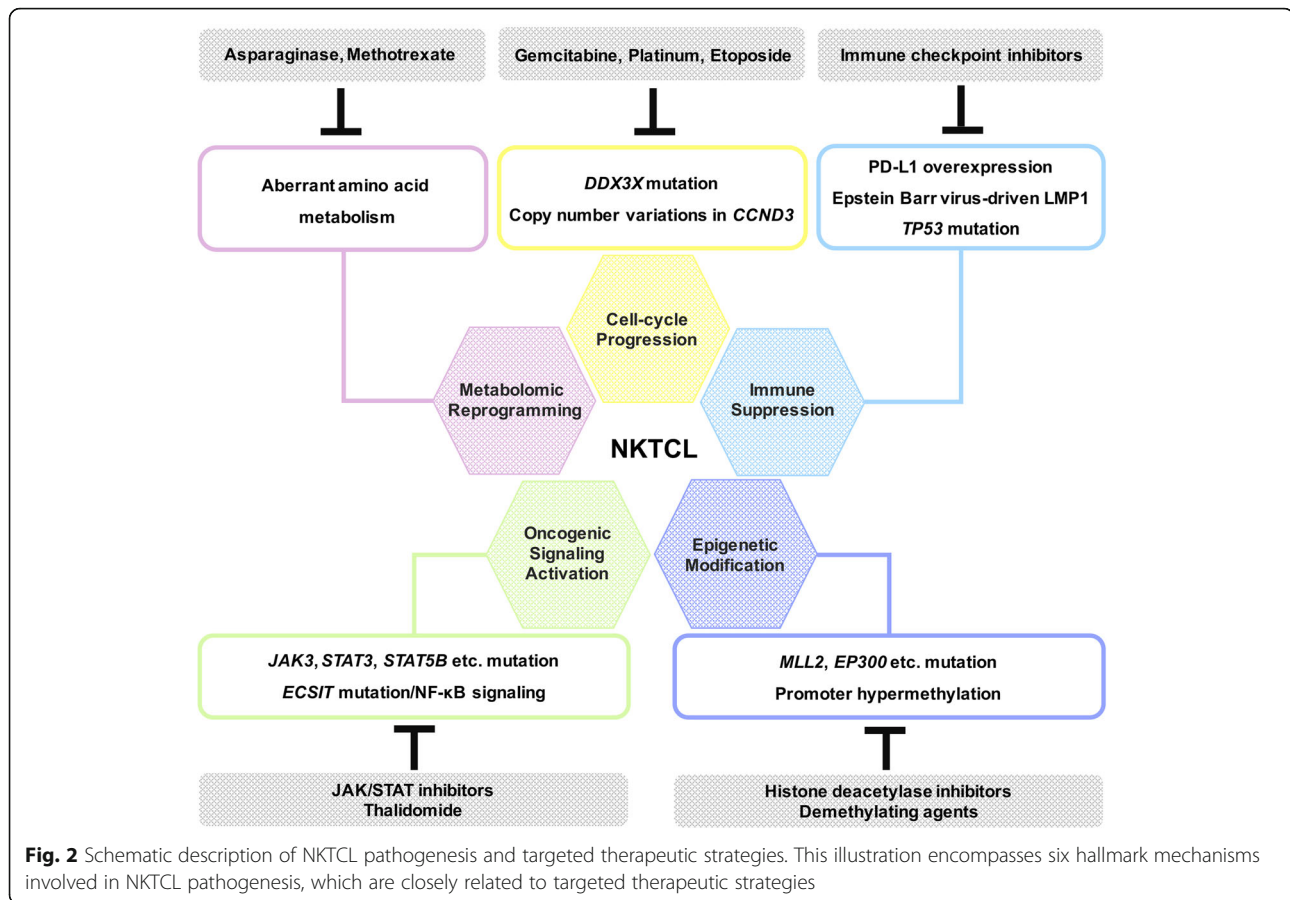 Asparaginase, Methotrexate
Gemcitabine, Platinum, Etoposide
Immune checkpoint inhibitors
Aberrant amino acid
metabolism
DDX3X mutation
Copy number variations in CCND3
PD-L1 overexpression
Epstein Barr virus-driven LMP1
TP53 mutation
Cell-cycle
Progression
Metabolomic
Reprogramming
Immune
Suppression
NKTCL
Oncogenic
Signaling
Activation
Epigenetic
Modification
JAK3, STAT3, STAT5B etc. mutation
ECSIT mutation/NF-κB signaling
MLL2, EP300 etc. mutation
Promoter hypermethylation
JAK/STAT inhibitors
Thalidomide
Histone deacetylase inhibitors
Demethylating agents
Fig. 2 Schematic description of NKTCL pathogenesis and targeted therapeutic strategies. This illustration encompasses six hallmark mechanisms
involved in NKTCL pathogenesis, which are closely related to targeted therapeutic strategies